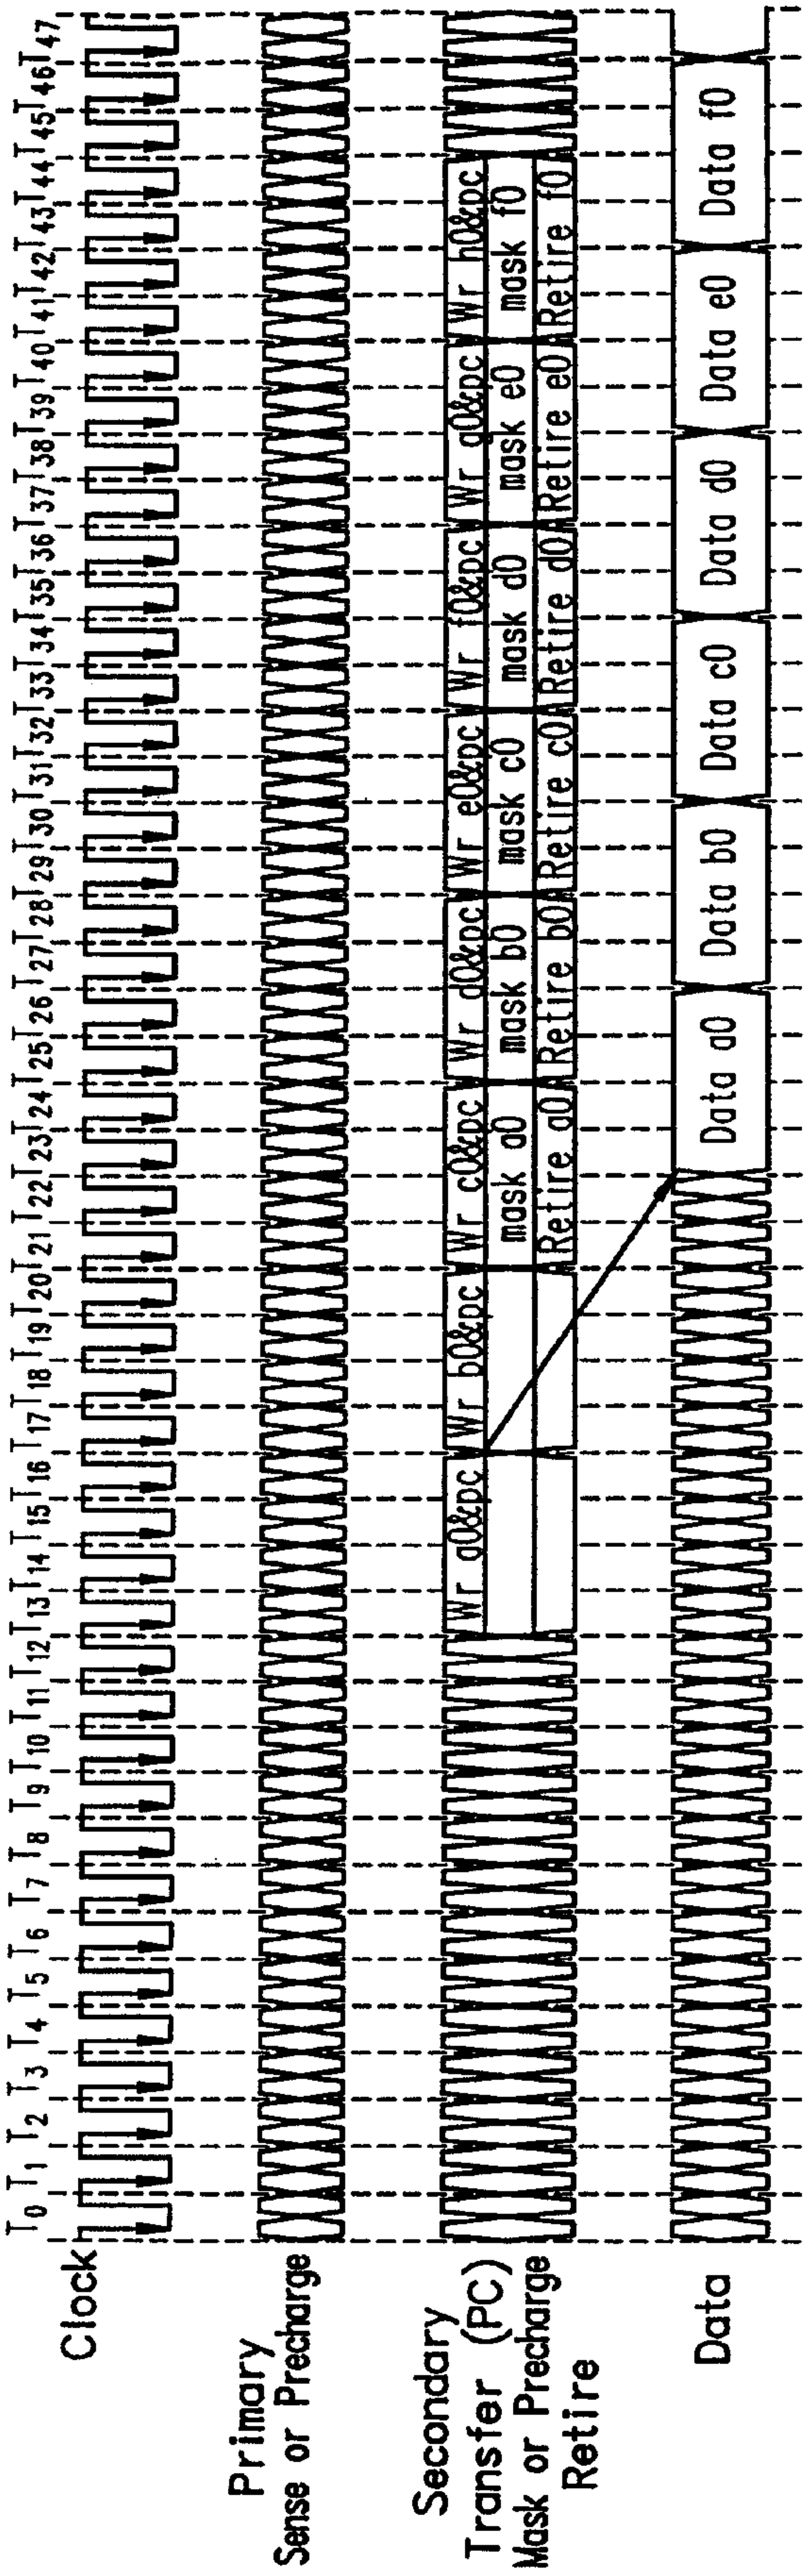 T0 T1 T2 T3 T4 T5 T6 T7 T8 T9 T10 T11 T12 T13 T14 T15 T16 T17 T18 T19 T20 T21 T22 T23 T24 T25 T26 T27 T28 T29 T30 T31 T32 T33 T34 T35 T36 T37 T38 T39 T40 T41 T42 T43 T44 T45 T46 T47
Clock
Primary
Sense or Precharge
Secondary
Transfer (PC)
Mask or Precharge
Retire
Wr a0&pc Wr b0&pc Wr c0&pc Wr d0&pc Wr e0&pc Wr f0&pc Wr g0&pc Wr h0&pc
mask a0 mask b0 mask c0 mask d0 mask e0 mask f0
Retire a0 Retire b0 Retire c0 Retire d0 Retire e0 Retire f0
Data
Data a0 Data b0 Data c0 Data d0 Data e0 Data f0